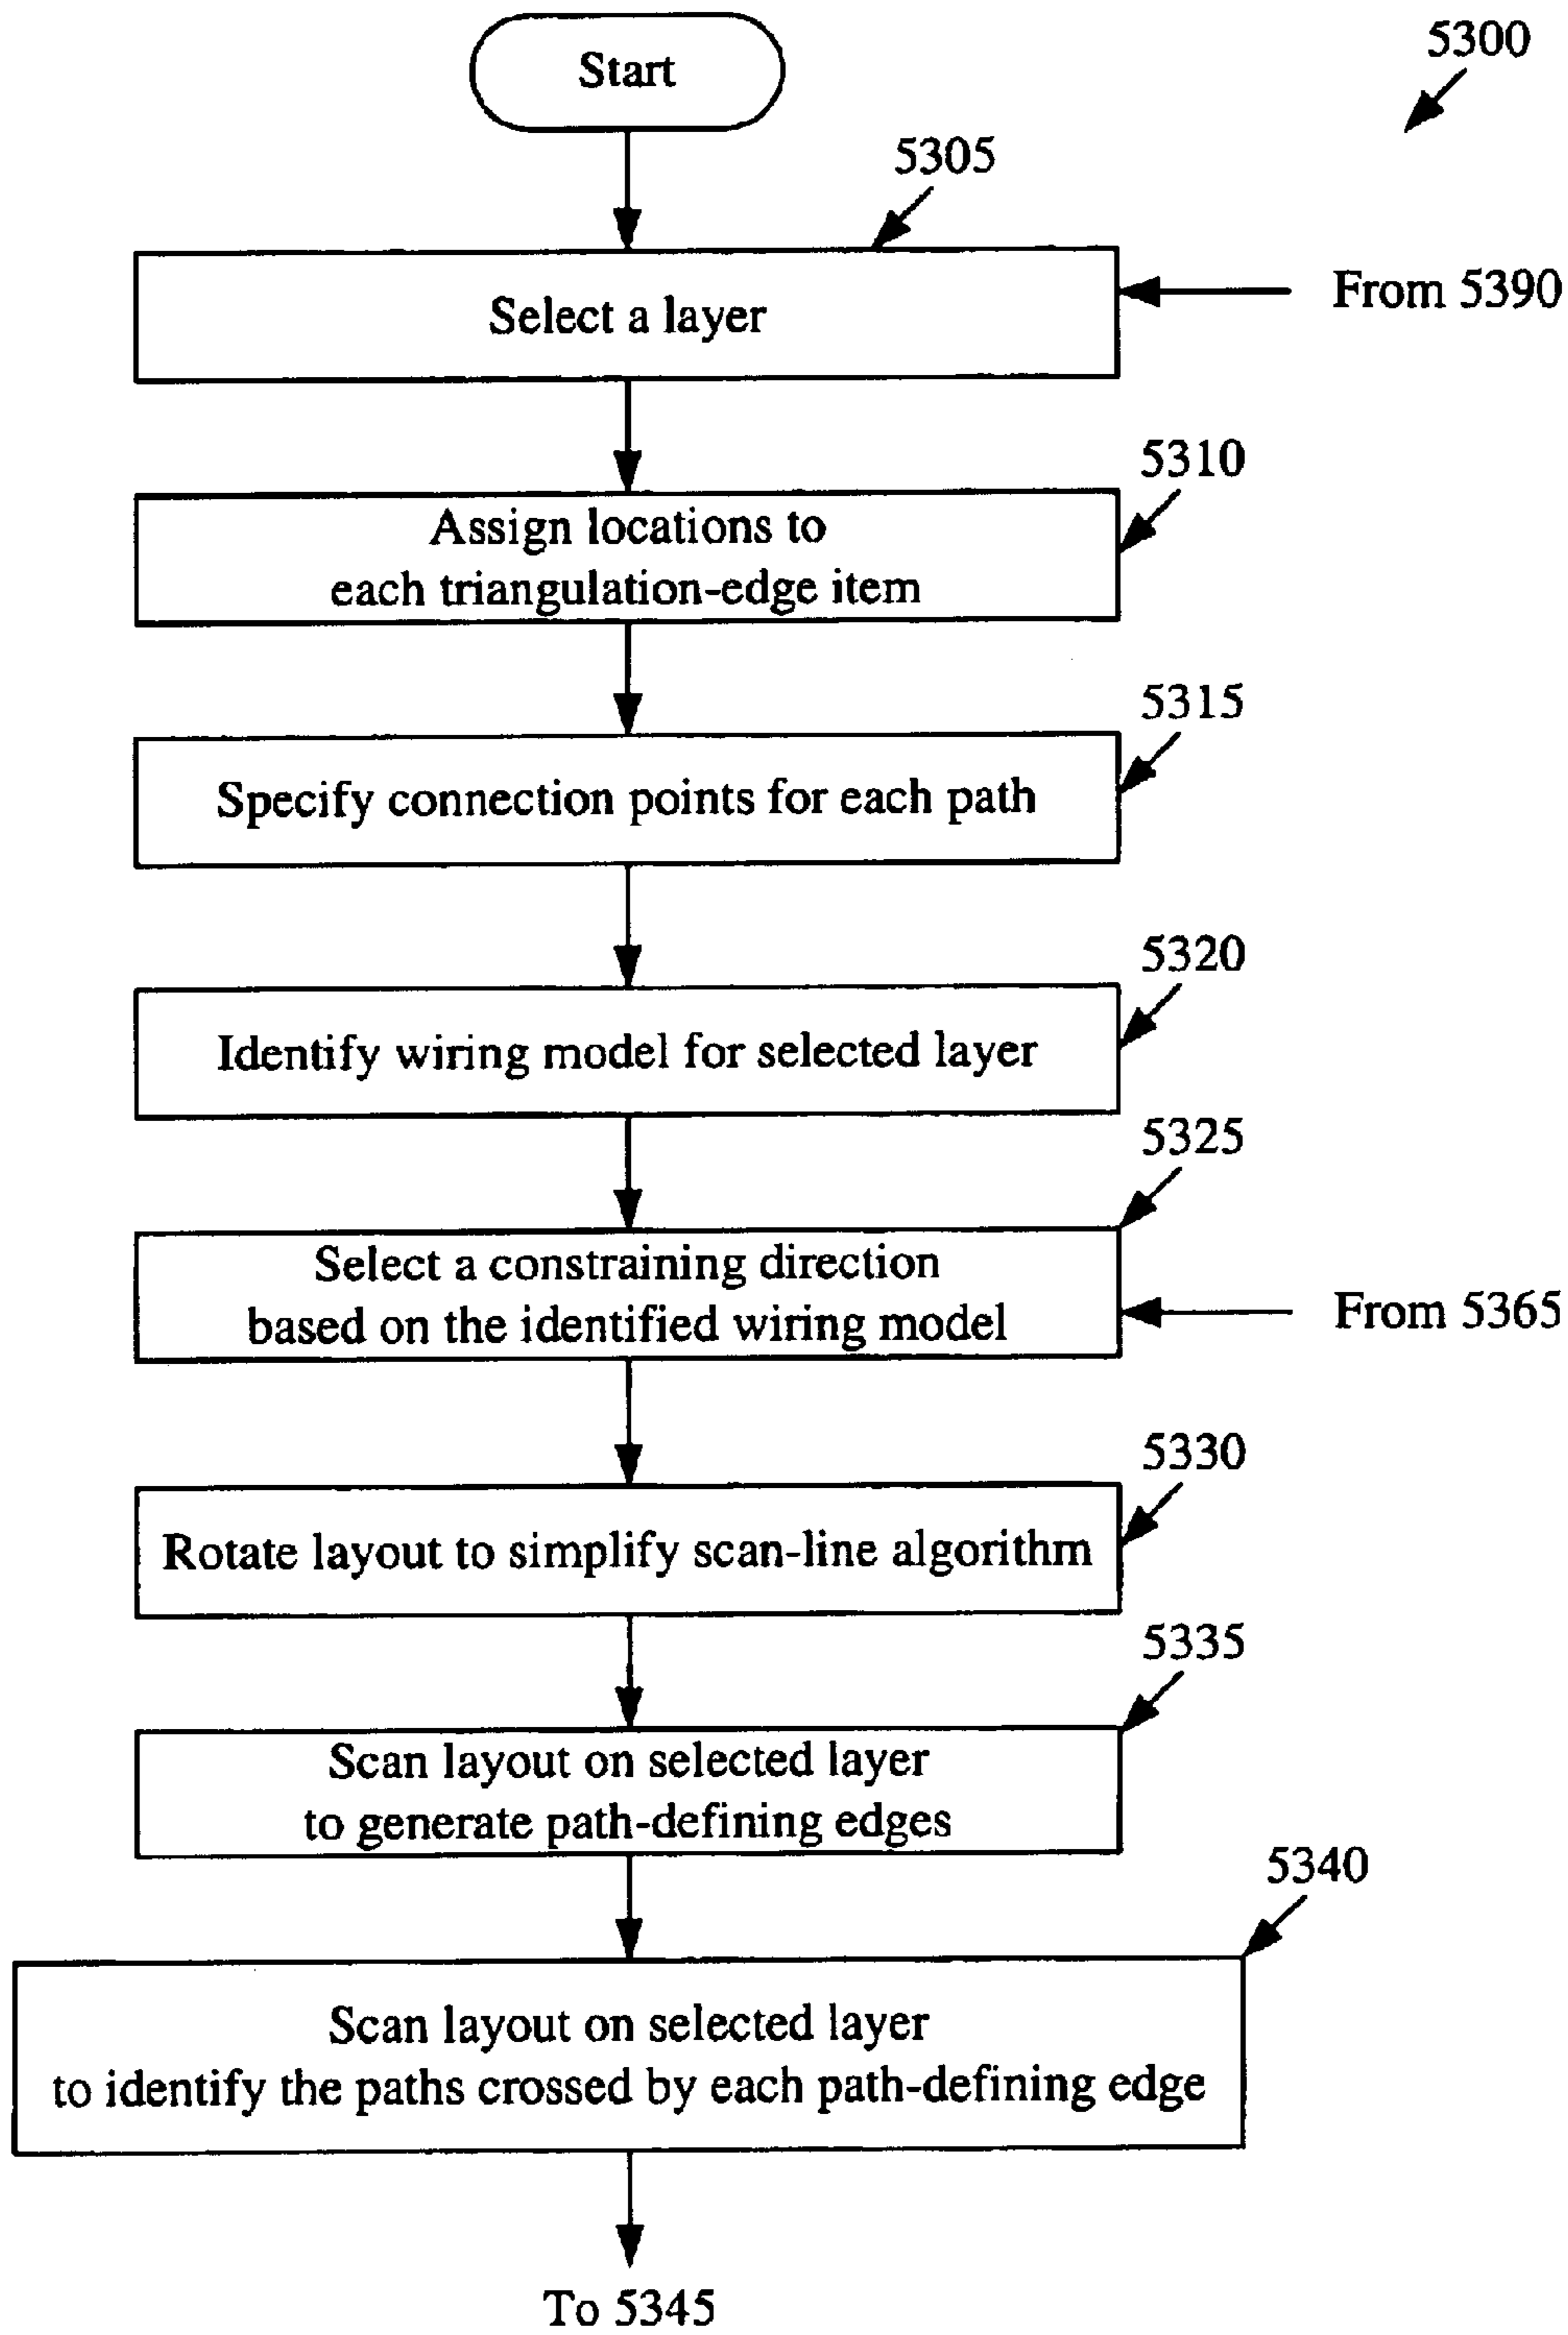 Start
5300
5305
Select a layer
From 5390
5310
Assign locations to
each triangulation-edge item
5315
Specify connection points for each path
5320
Identify wiring model for selected layer
5325
Select a constraining direction
based on the identified wiring model
From 5365
5330
Rotate layout to simplify scan-line algorithm
5335
Scan layout on selected layer
to generate path-defining edges
5340
Scan layout on selected layer
to identify the paths crossed by each path-defining edge
To 5345